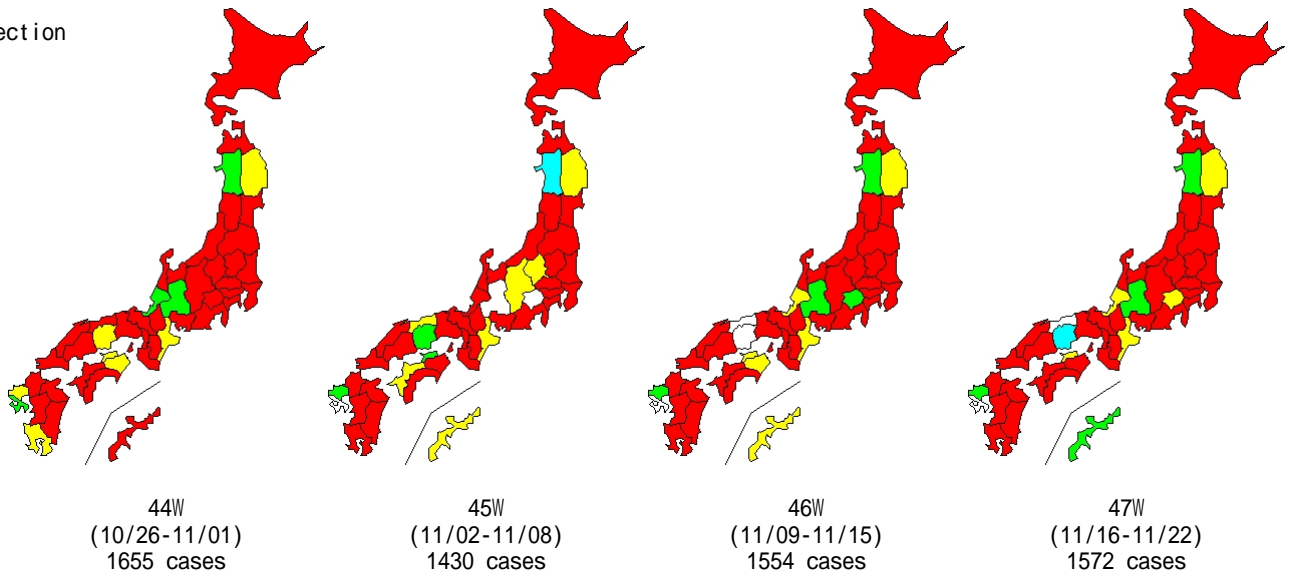 ection
44W
(10/26-11/01)
1655 cases
45W
(11/02-11/08)
1430 cases
46W
(11/09-11/15)
1554 cases
47W
(11/16-11/22)
1572 cases